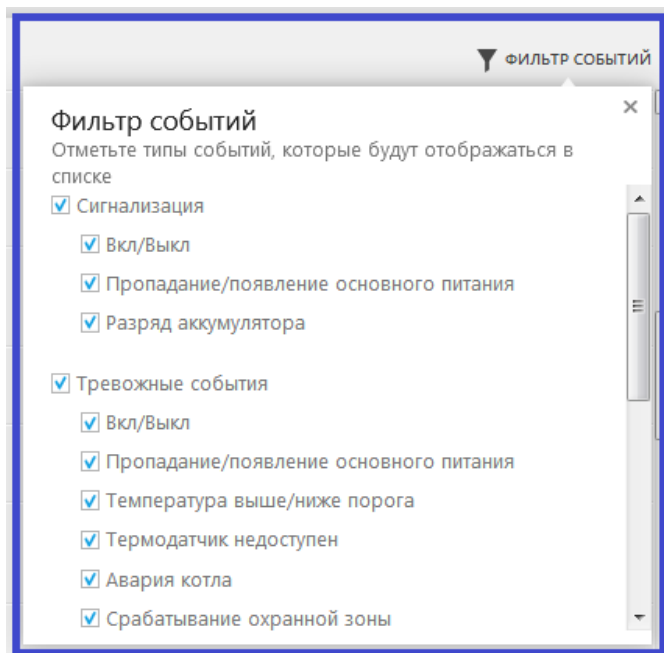 ФИЛЬТР СОБЫТИЙ
Фильтр событий
Отметьте типы событий, которые будут отображаться в
списке
Сигнализация
Вкл/Выкл
Пропадание/появление основного питания
Разряд аккумулятора
Тревожные события
Вкл/Выкл
Пропадание/появление основного питания
Температура выше/ниже порога
Термодатчик недоступен
Авария котла
Срабатывание охранной зоны